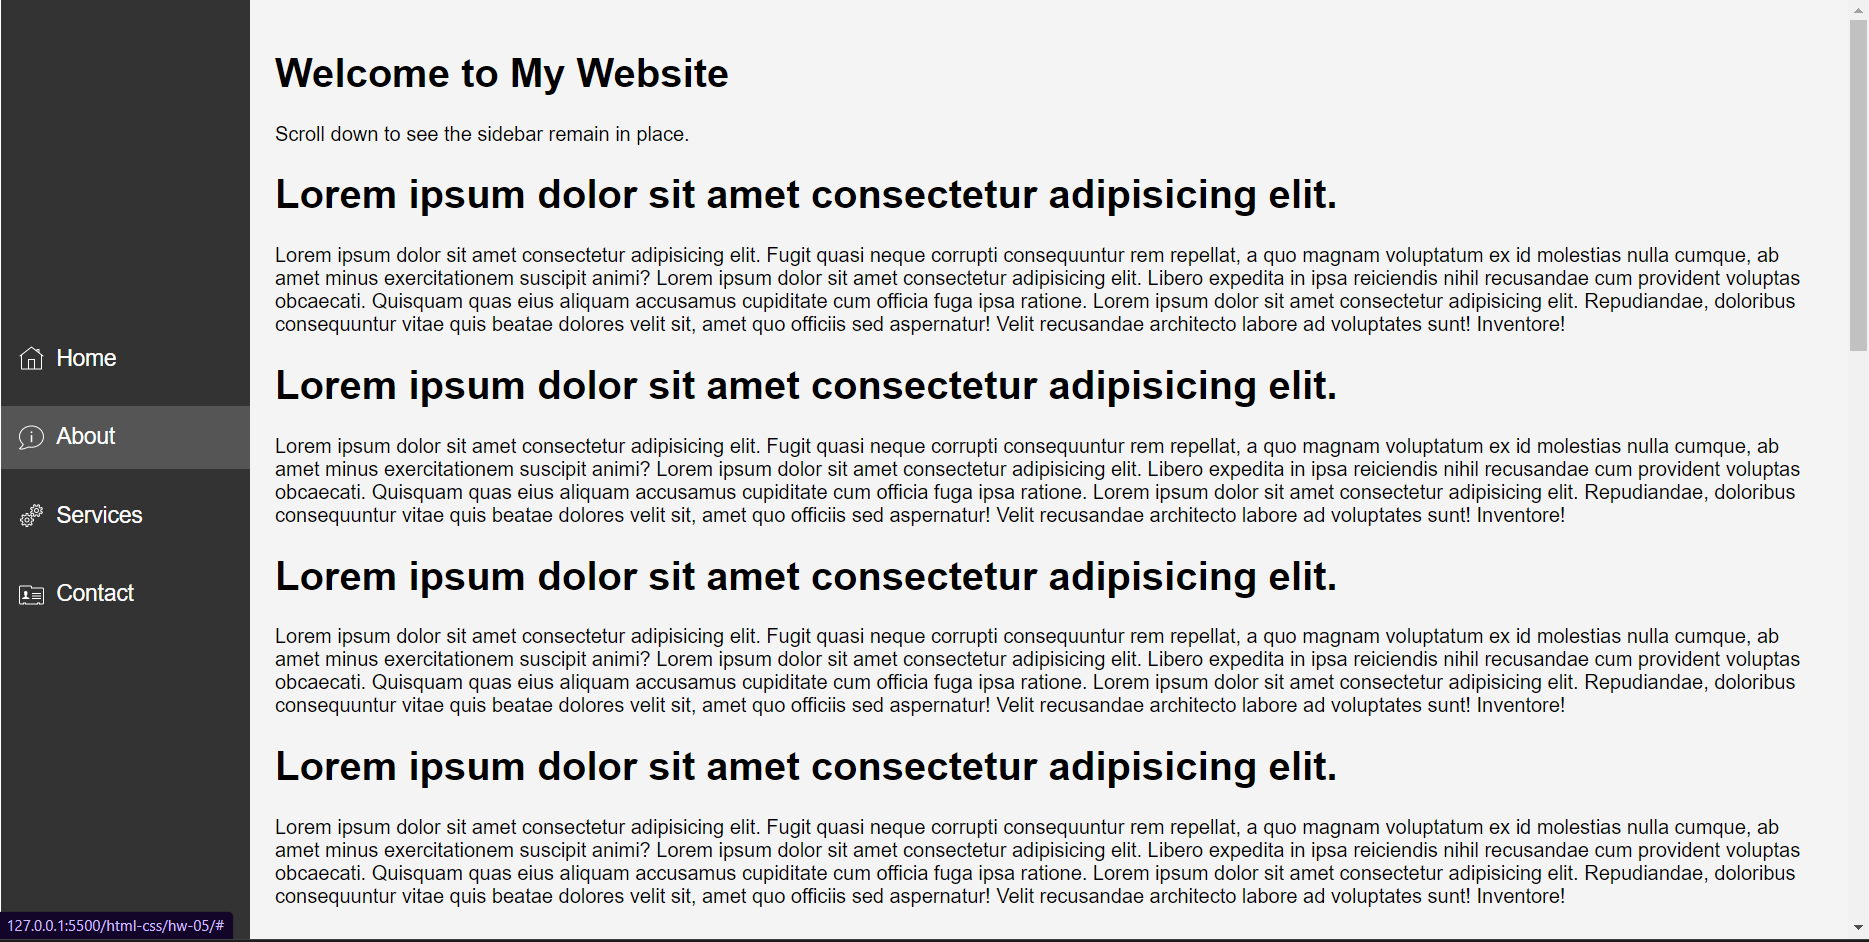 Home
About
Services
Contact
Welcome to My Website
Scroll down to see the sidebar remain in place.
Lorem ipsum dolor sit amet consectetur adipisicing elit.
Lorem ipsum dolor sit amet consectetur adipisicing elit. Fugit quasi neque corrupti consequuntur rem repellat, a quo magnam voluptatum ex id molestias nulla cumque, ab
amet minus exercitationem suscipit animi? Lorem ipsum dolor sit amet consectetur adipisicing elit. Libero expedita in ipsa reiciendis nihil recusandae cum provident voluptas
obcaecati. Quisquam quas eius aliquam accusamus cupiditate cum officia fuga ipsa ratione. Lorem ipsum dolor sit amet consectetur adipisicing elit. Repudiandae, doloribus
consequuntur vitae quis beatae dolores velit sit, amet quo officiis sed aspernatur! Velit recusandae architecto labore ad voluptates sunt! Inventore!
Lorem ipsum dolor sit amet consectetur adipisicing elit.
Lorem ipsum dolor sit amet consectetur adipisicing elit. Fugit quasi neque corrupti consequuntur rem repellat, a quo magnam voluptatum ex id molestias nulla cumque, ab
amet minus exercitationem suscipit animi? Lorem ipsum dolor sit amet consectetur adipisicing elit. Libero expedita in ipsa reiciendis nihil recusandae cum provident voluptas
obcaecati. Quisquam quas eius aliquam accusamus cupiditate cum officia fuga ipsa ratione. Lorem ipsum dolor sit amet consectetur adipisicing elit. Repudiandae, doloribus
consequuntur vitae quis beatae dolores velit sit, amet quo officiis sed aspernatur! Velit recusandae architecto labore ad voluptates sunt! Inventore!
Lorem ipsum dolor sit amet consectetur adipisicing elit.
Lorem ipsum dolor sit amet consectetur adipisicing elit. Fugit quasi neque corrupti consequuntur rem repellat, a quo magnam voluptatum ex id molestias nulla cumque, ab
amet minus exercitationem suscipit animi? Lorem ipsum dolor sit amet consectetur adipisicing elit. Libero expedita in ipsa reiciendis nihil recusandae cum provident voluptas
obcaecati. Quisquam quas eius aliquam accusamus cupiditate cum officia fuga ipsa ratione. Lorem ipsum dolor sit amet consectetur adipisicing elit. Repudiandae, doloribus
consequuntur vitae quis beatae dolores velit sit, amet quo officiis sed aspernatur! Velit recusandae architecto labore ad voluptates sunt! Inventore!
Lorem ipsum dolor sit amet consectetur adipisicing elit.
Lorem ipsum dolor sit amet consectetur adipisicing elit. Fugit quasi neque corrupti consequuntur rem repellat, a quo magnam voluptatum ex id molestias nulla cumque, ab
amet minus exercitationem suscipit animi? Lorem ipsum dolor sit amet consectetur adipisicing elit. Libero expedita in ipsa reiciendis nihil recusandae cum provident voluptas
obcaecati. Quisquam quas eius aliquam accusamus cupiditate cum officia fuga ipsa ratione. Lorem ipsum dolor sit amet consectetur adipisicing elit. Repudiandae, doloribus
consequuntur vitae quis beatae dolores velit sit, amet quo officiis sed aspernatur! Velit recusandae architecto labore ad voluptates sunt! Inventore!
127.0.0.1:5500/html-css/hw-05/#